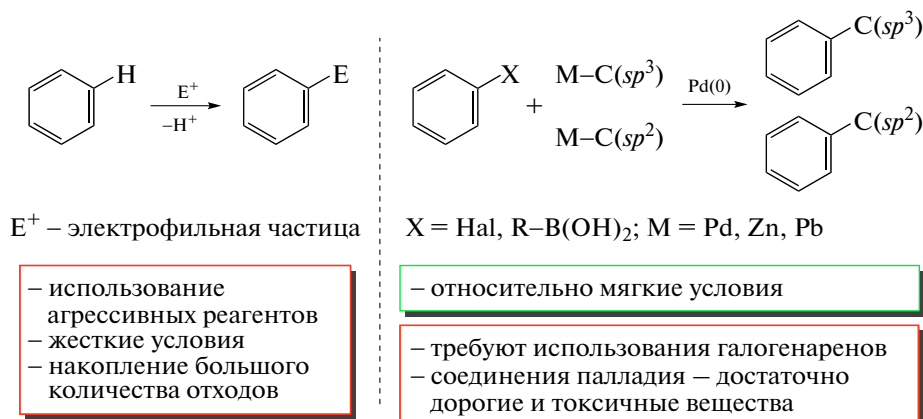 H
E⁺
–H⁺
E
X
+
M–C(sp³)
M–C(sp²)
Pd(0)
C(sp³)
C(sp²)
E⁺ – электрофильная частица
X = Hal, R–B(OH)₂; M = Pd, Zn, Pb
– использование
агрессивных реагентов
– жесткие условия
– накопление большого
количества отходов
– относительно мягкие условия
– требуют использования галогенаренов
– соединения палладия – достаточно
дорогие и токсичные вещества